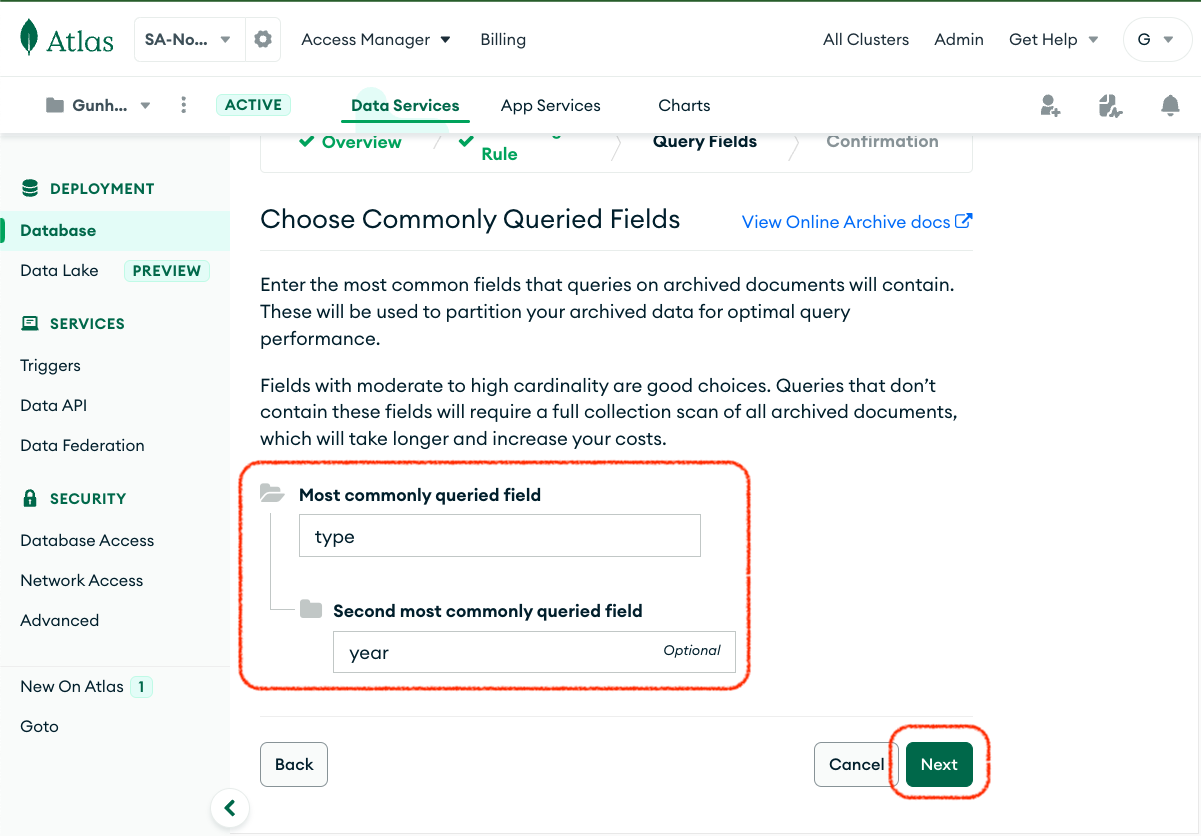 Atlas
SA-No...
Access Manager
Billing
All Clusters
Admin
Get Help
G
Gunh...
ACTIVE
Data Services
App Services
Charts
Overview
Rule
Query Fields
Confirmation
DEPLOYMENT
Database
Data Lake PREVIEW
SERVICES
Triggers
Data API
Data Federation
SECURITY
Database Access
Network Access
Advanced
New On Atlas 1
Goto
Choose Commonly Queried Fields
View Online Archive docs
Enter the most common fields that queries on archived documents will contain.
These will be used to partition your archived data for optimal query
performance.
Fields with moderate to high cardinality are good choices. Queries that don’t
contain these fields will require a full collection scan of all archived documents,
which will take longer and increase your costs.
Most commonly queried field
type
Second most commonly queried field
year
Optional
Back
Cancel
Next